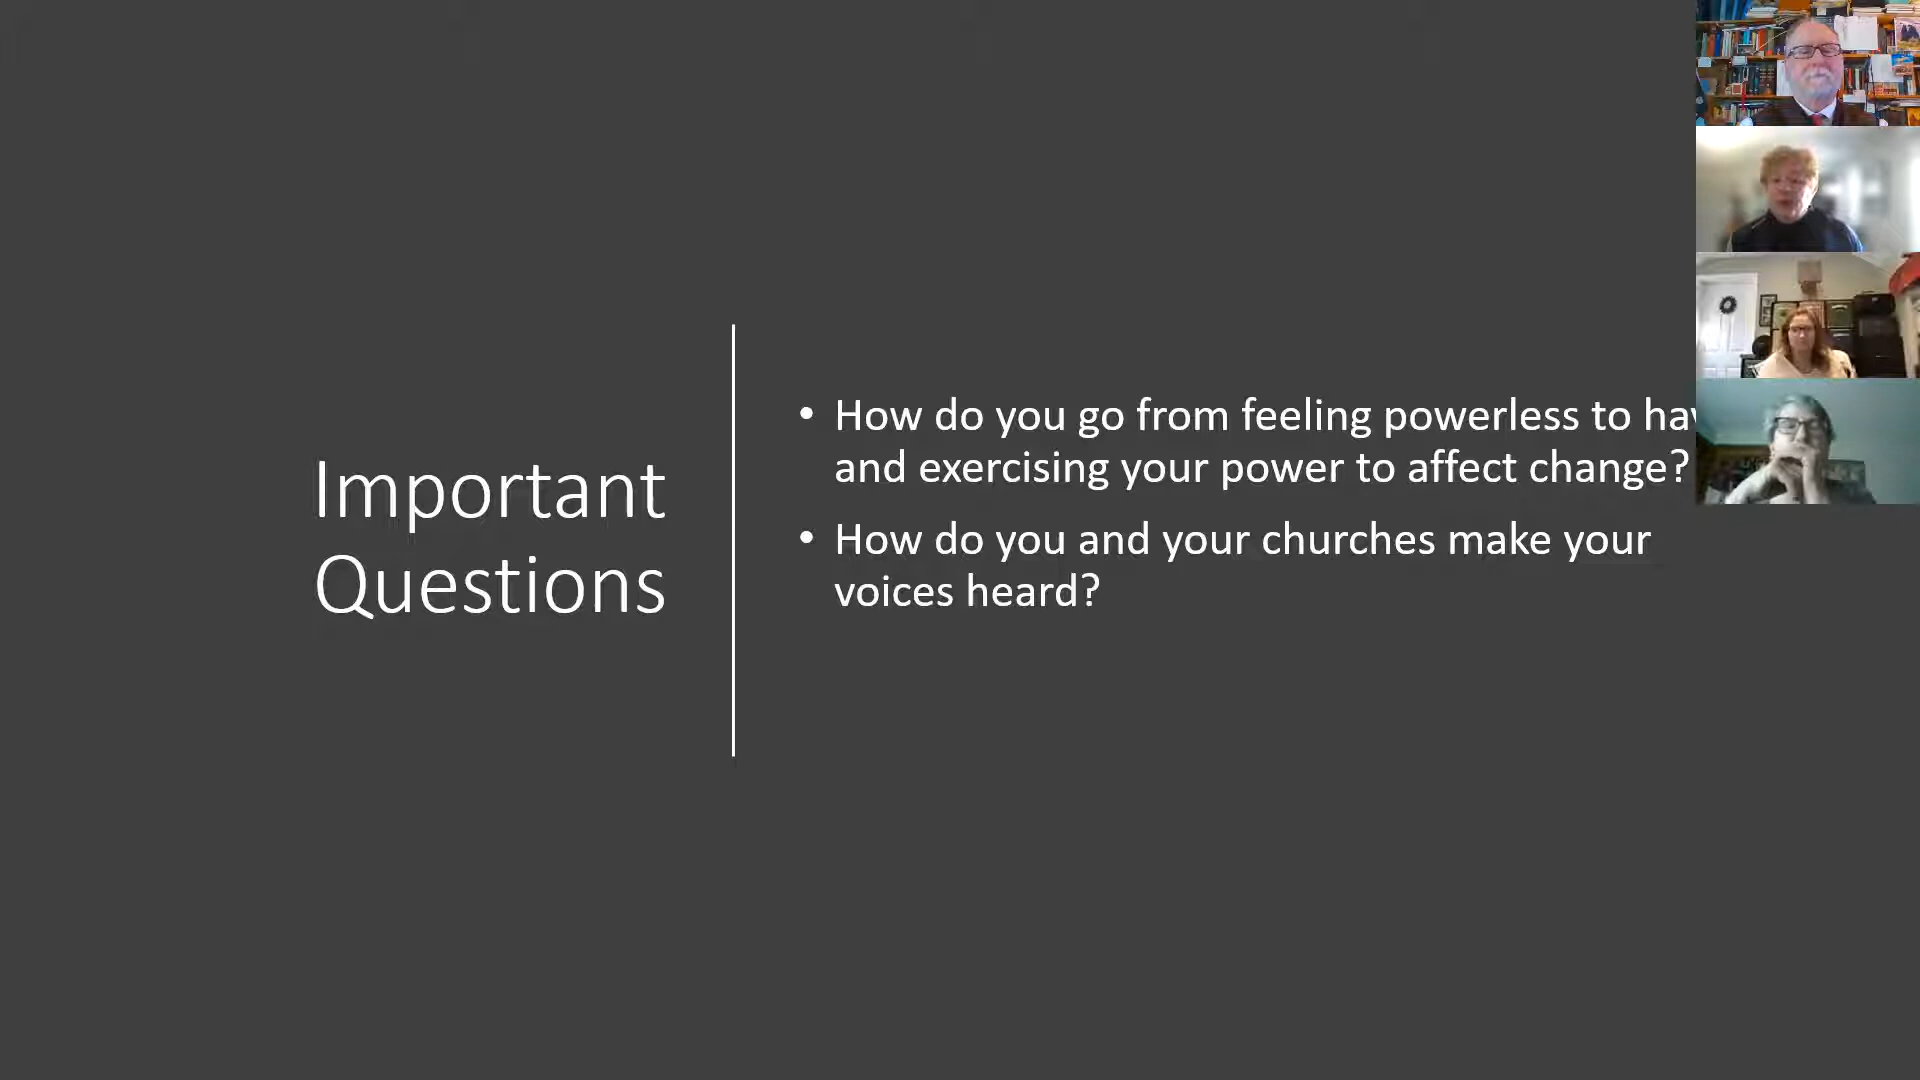 Important
Questions
• How do you go from feeling powerless to
and exercising your power to affect change?
• How do you and your churches make your
voices heard?